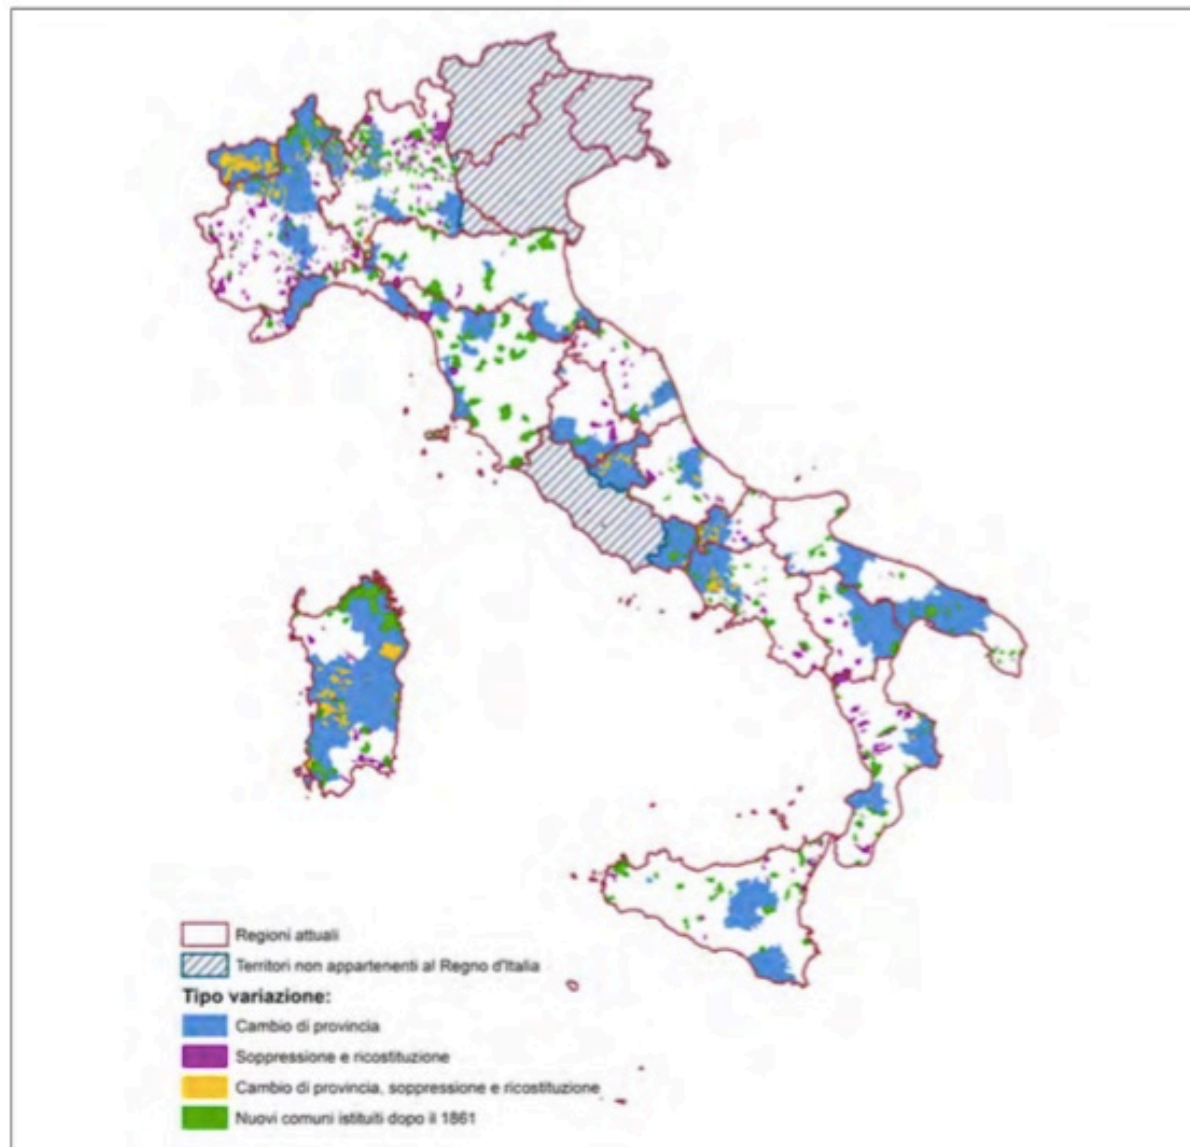 Regioni attuali
Territori non appartenenti al Regno d'Italia
Tipo variazione:
Cambio di provincia
Soppressione e ricostituzione
Cambio di provincia, soppressione e ricostituzione
Nuovi comuni istituiti dopo il 1861